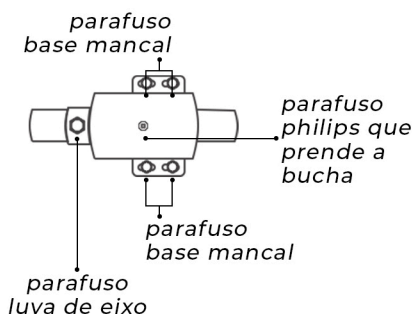 parafuso
base mancal
parafuso
philips que
prende a
bucha
parafuso
base mancal
parafuso
luva de eixo